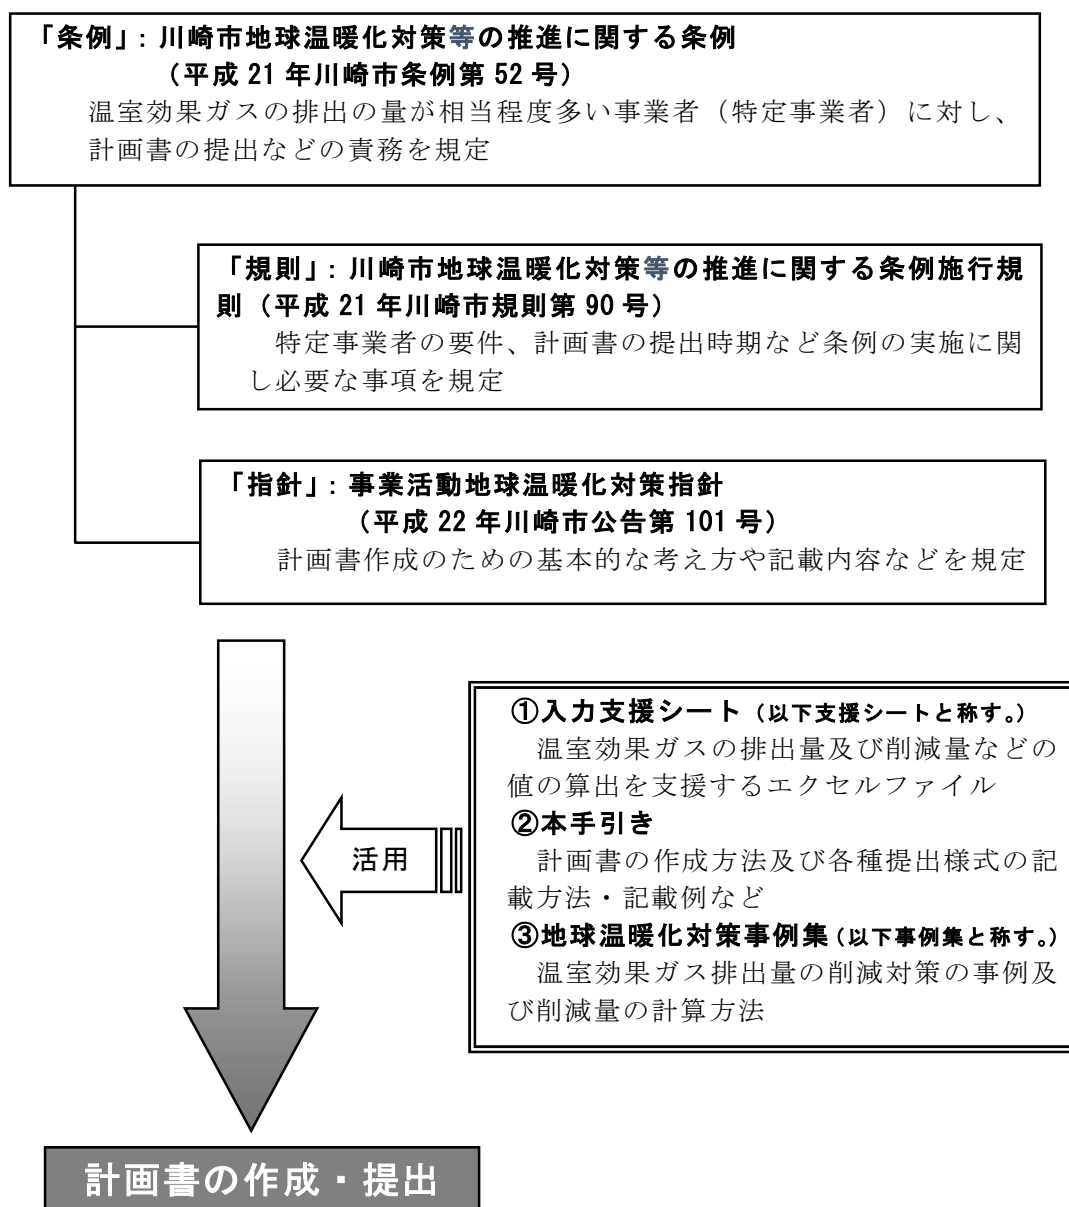 「条例」：川崎市地球温暖化対策等の推進に関する条例
（平成 21 年川崎市条例第 52 号）
温室効果ガスの排出の量が相当程度多い事業者（特定事業者）に対し、
計画書の提出などの責務を規定
「規則」：川崎市地球温暖化対策等の推進に関する条例施行規
則（平成 21 年川崎市規則第 90 号）
特定事業者の要件、計画書の提出時期など条例の実施に関
し必要な事項を規定
「指針」：事業活動地球温暖化対策指針
（平成 22 年川崎市公告第 101 号）
計画書作成のための基本的な考え方や記載内容などを規定
①入力支援シート（以下支援シートと称す。）
温室効果ガスの排出量及び削減量などの
値の算出を支援するエクセルファイル
②本手引き
計画書の作成方法及び各種提出様式の記
載方法・記載例など
③地球温暖化対策事例集（以下事例集と称す。）
温室効果ガス排出量の削減対策の事例及
び削減量の計算方法
活用
計画書の作成・提出